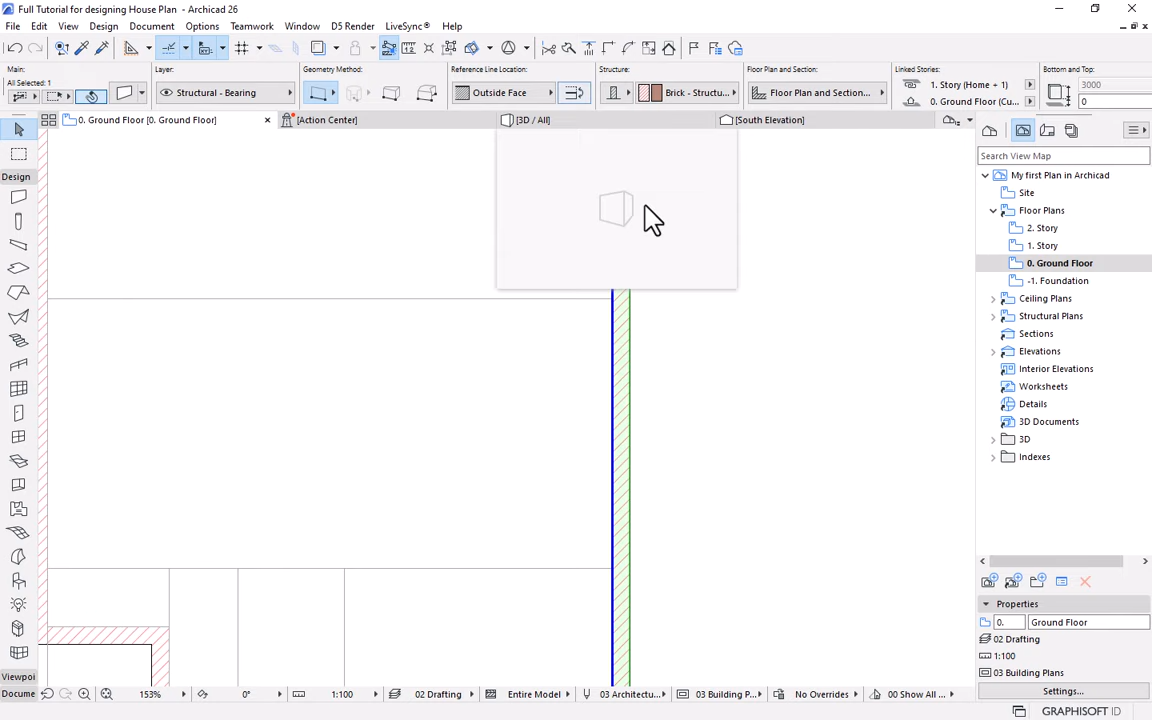 Full Tutorial for designing House Plan - Archicad 26
File Edit View Design Document Options Teamwork Window D5 Render LiveSync® Help
Main: Layer: Geometry Method: Reference Line Location: Structure: Floor Plan and Section: Linked Stories: Bottom and Top:
All Selected: 1
Structural - Bearing
Outside Face
Brick - Structu...
Floor Plan and Section...
1. Story (Home + 1)
3000
0. Ground Floor (Cu...
0
0. Ground Floor [0. Ground Floor]
[Action Center]
[3D / All]
[South Elevation]
Search View Map
Design
My first Plan in Archicad
Site
Floor Plans
2. Story
1. Story
0. Ground Floor
-1. Foundation
Ceiling Plans
Structural Plans
Sections
Elevations
Interior Elevations
Worksheets
Details
3D Documents
3D
Indexes
Properties
0. Ground Floor
02 Drafting
1:100
03 Building Plans
Settings...
Viewpoi
Docume
153% 0° 1:100 02 Drafting Entire Model 03 Architectu... 03 Building P... No Overrides 00 Show All ...
GRAPHISOFT ID